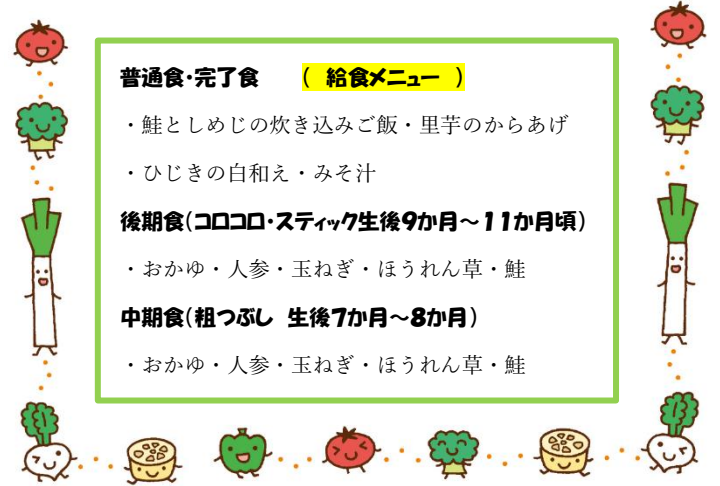 普通食・完了食　　（　給食メニュー　）
・鮭としめじの炊き込みご飯・里芋のからあげ
・ひじきの白和え・みそ汁
後期食（コロコロ・スティック生後9か月～11か月頃）
・おかゆ・人参・玉ねぎ・ほうれん草・鮭
中期食（粗つぶし　生後7か月～8か月）
・おかゆ・人参・玉ねぎ・ほうれん草・鮭